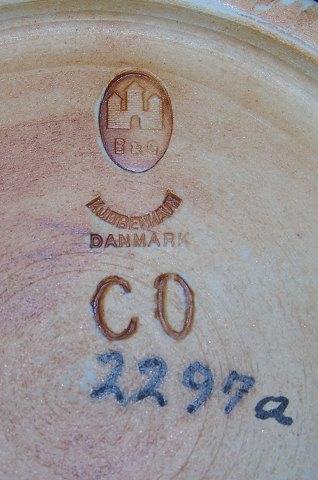 B & G
KJØBENHAVN
DANMARK
CO
2297a